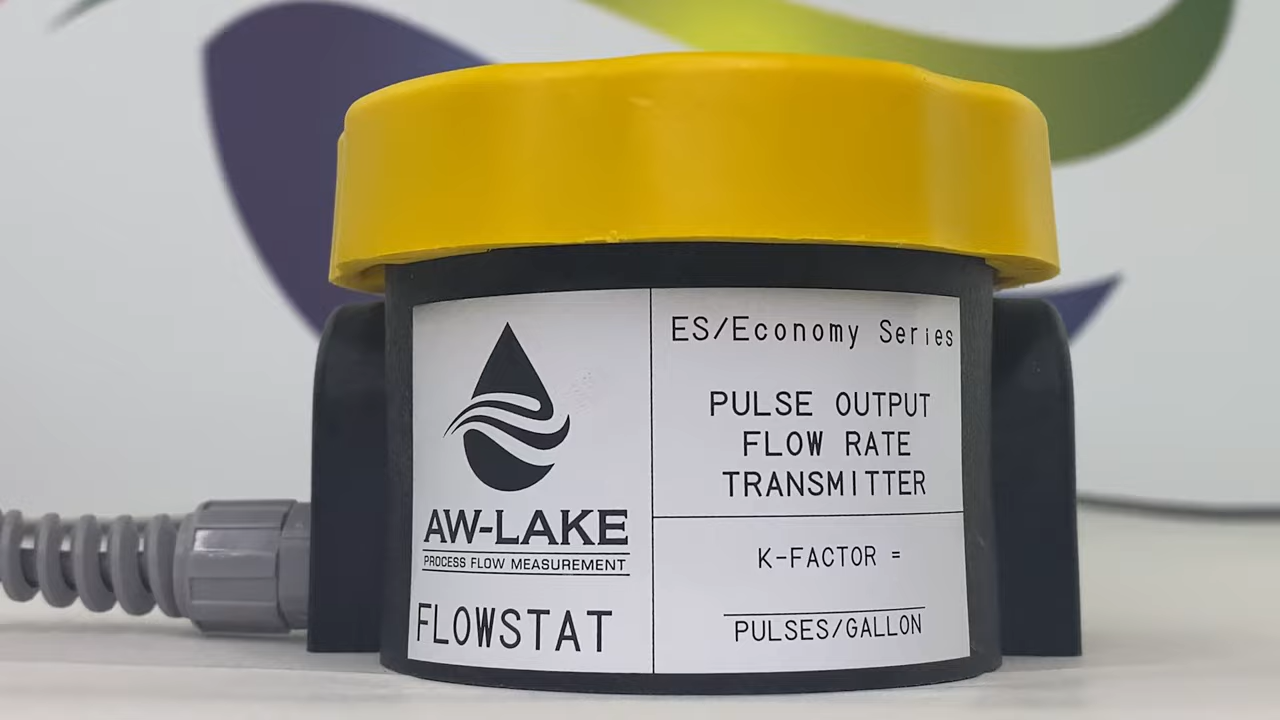 AW-LAKE
PROCESS FLOW MEASUREMENT
FLOWSTAT
ES/Economy Series
PULSE OUTPUT
FLOW RATE
TRANSMITTER
K-FACTOR =
PULSES/GALLON